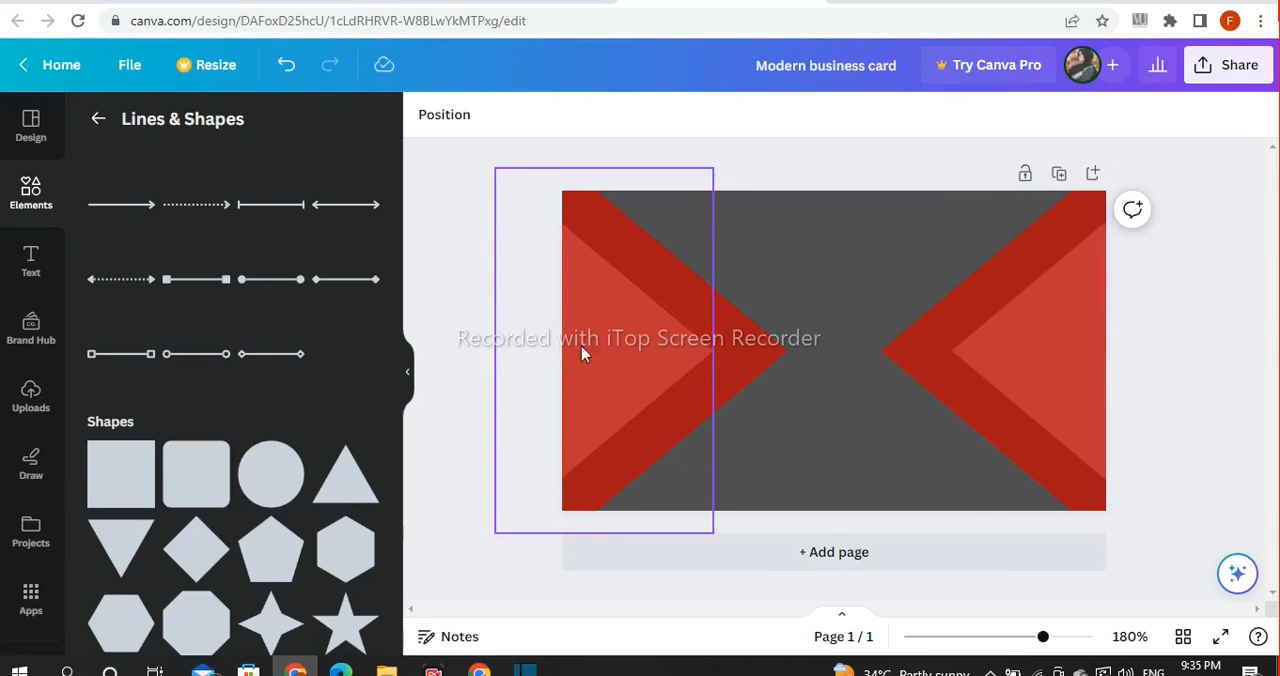 canva.com/design/DAFoxD25hcU/1cLdRHRVR-W8BLwYkMTPxg/edit
F
Home
File
Resize
Modern business card
Try Canva Pro
Share
Design
Elements
Text
Brand Hub
Uploads
Draw
Projects
Apps
Lines & Shapes
Shapes
Position
Recorded with iTop Screen Recorder
+ Add page
Notes
Page 1 / 1
180%
34°C Partly sunny
ENG
9:35 PM